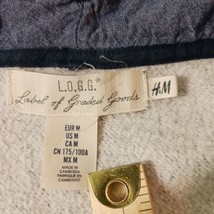 L.O.G.G.
Label of Graded Goods
H&M
EUR M
US M
CA M
CN 175/100A
MX M
MADE IN
CAMBODIA
FABRIQUÉ EN
CAMBODGE